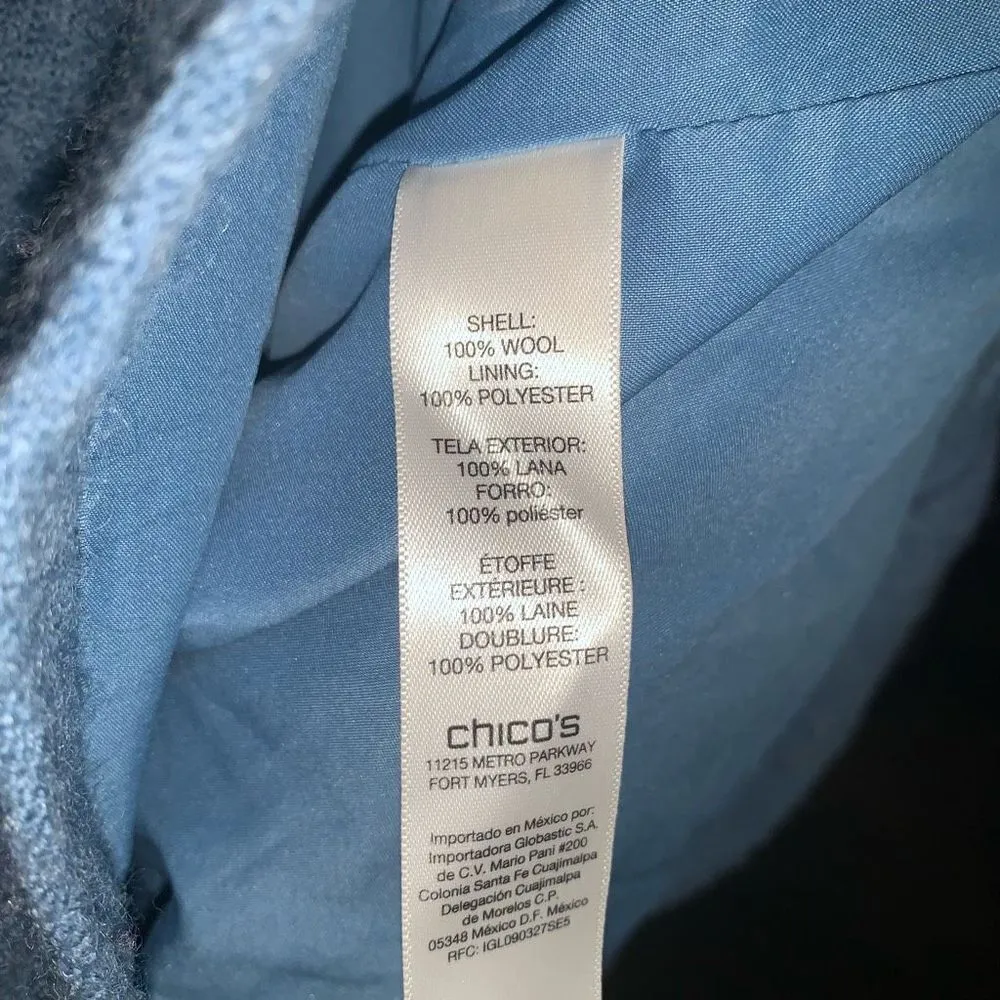 SHELL:
100% WOOL
LINING:
100% POLYESTER
TELA EXTERIOR:
100% LANA
FORRO:
100% poliéster
ÉTOFFE
EXTÉRIEURE :
100% LAINE
DOUBLURE:
100% POLYESTER
chico's
11215 METRO PARKWAY
FORT MYERS, FL 33966
Importado en México por:
Importadora Globastic S.A.
de C.V. Mario Pani #200
Colonia Santa Fe Cuajimalpa
Delegación Cuajimalpa
de Morelos C.P.
05348 México D.F. México
RFC: IGL090327SE5